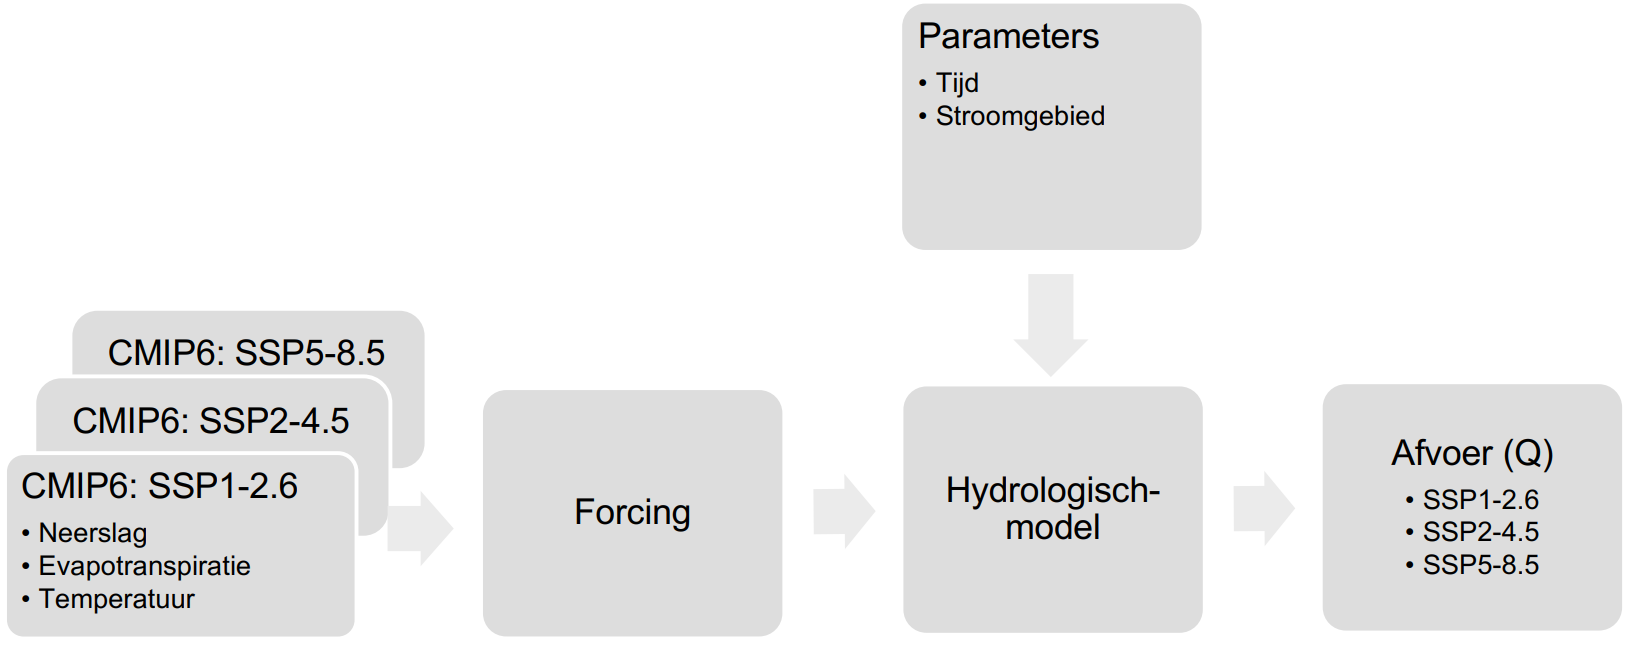 Parameters
• Tijd
• Stroomgebied
CMIP6: SSP5-8.5
CMIP6: SSP2-4.5
CMIP6: SSP1-2.6
• Neerslag
• Evapotranspiratie
• Temperatuur
Forcing
Hydrologisch-
model
Afvoer (Q)
• SSP1-2.6
• SSP2-4.5
• SSP5-8.5